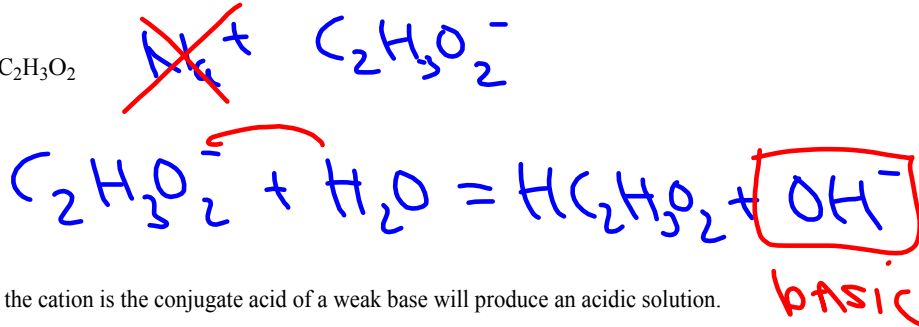 C₂H₃O₂ Na⁺ C₂H₃O₂⁻
C₂H₃O₂⁻ + H₂O = HC₂H₃O₂ + OH⁻
the cation is the conjugate acid of a weak base will produce an acidic solution.
bASIC